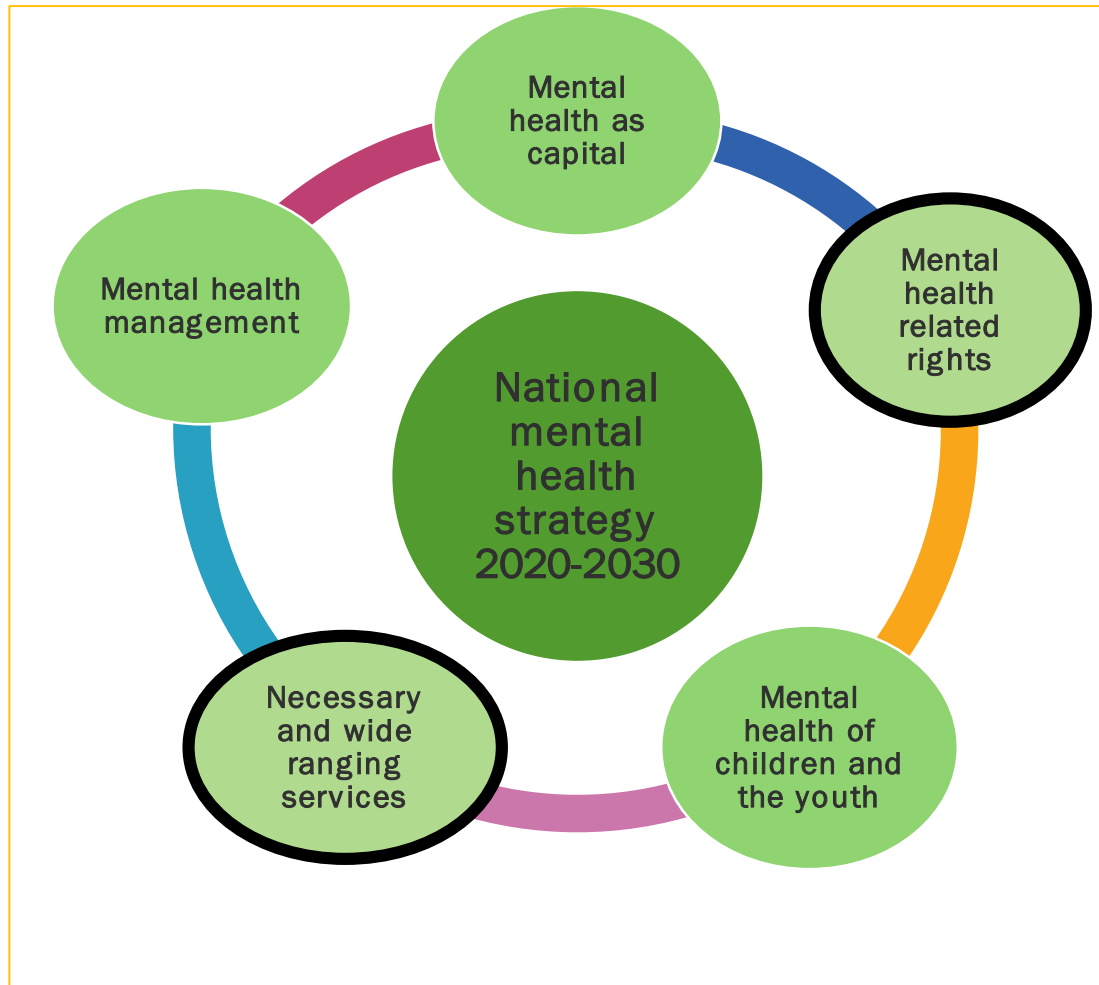 Mental
health as
capital
Mental
health
related
rights
Mental health
management
National
mental
health
strategy
2020-2030
Necessary
and wide
ranging
services
Mental
health of
children and
the youth